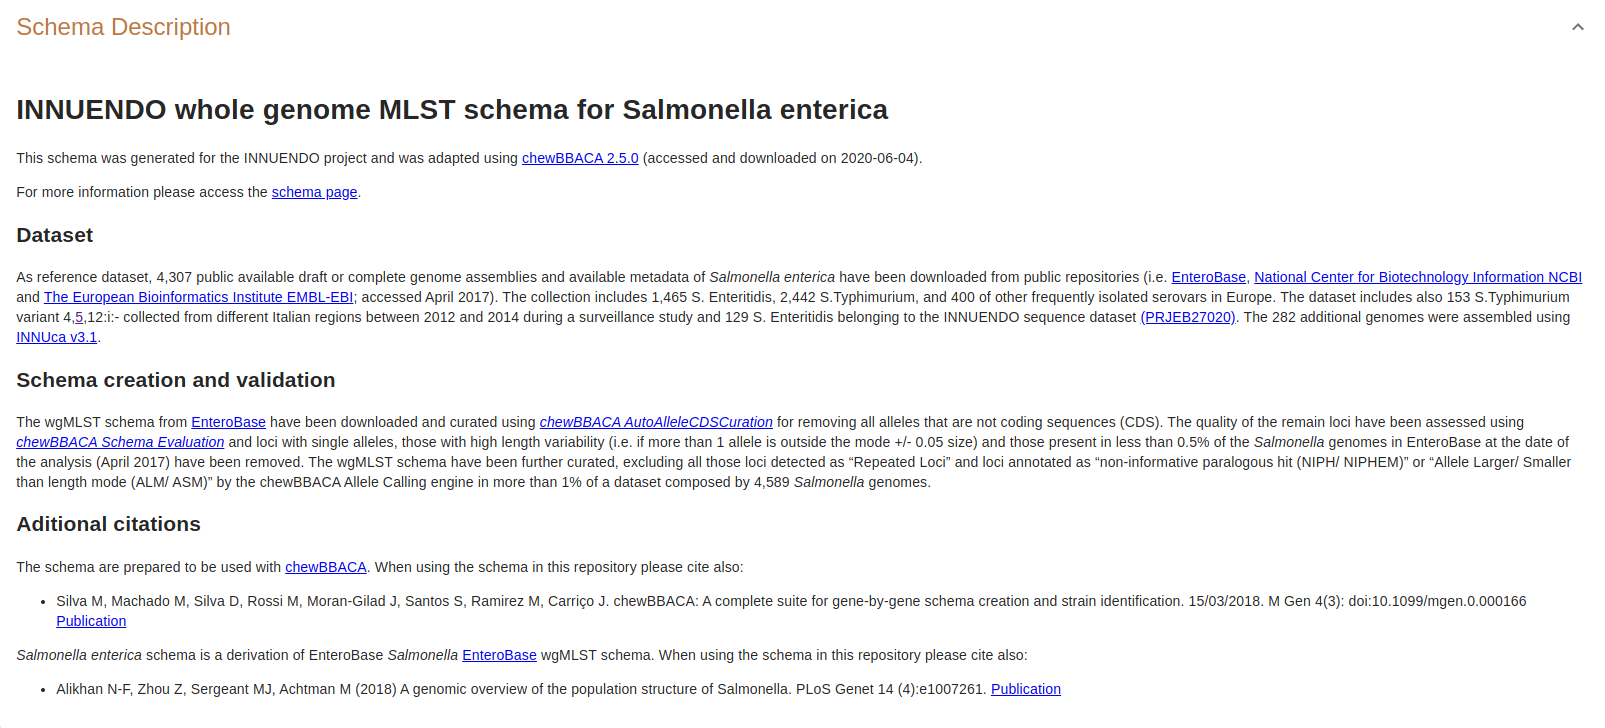 Schema Description
INNUENDO whole genome MLST schema for Salmonella enterica
This schema was generated for the INNUENDO project and was adapted using chewBBACA 2.5.0 (accessed and downloaded on 2020-06-04).
For more information please access the schema page.
Dataset
As reference dataset, 4,307 public available draft or complete genome assemblies and available metadata of Salmonella enterica have been downloaded from public repositories (i.e. EnteroBase, National Center for Biotechnology Information NCBI
and The European Bioinformatics Institute EMBL-EBI; accessed April 2017). The collection includes 1,465 S. Enteritidis, 2,442 S.Typhimurium, and 400 of other frequently isolated serovars in Europe. The dataset includes also 153 S.Typhimurium
variant 4,5,12:i:- collected from different Italian regions between 2012 and 2014 during a surveillance study and 129 S. Enteritidis belonging to the INNUENDO sequence dataset (PRJEB27020). The 282 additional genomes were assembled using
INNUca v3.1.
Schema creation and validation
The wgMLST schema from EnteroBase have been downloaded and curated using chewBBACA AutoAlleleCDSCuration for removing all alleles that are not coding sequences (CDS). The quality of the remain loci have been assessed using
chewBBACA Schema Evaluation and loci with single alleles, those with high length variability (i.e. if more than 1 allele is outside the mode +/- 0.05 size) and those present in less than 0.5% of the Salmonella genomes in EnteroBase at the date of
the analysis (April 2017) have been removed. The wgMLST schema have been further curated, excluding all those loci detected as “Repeated Loci” and loci annotated as “non-informative paralogous hit (NIPH/ NIPHEM)” or “Allele Larger/ Smaller
than length mode (ALM/ ASM)” by the chewBBACA Allele Calling engine in more than 1% of a dataset composed by 4,589 Salmonella genomes.
Aditional citations
The schema are prepared to be used with chewBBACA. When using the schema in this repository please cite also:
• Silva M, Machado M, Silva D, Rossi M, Moran-Gilad J, Santos S, Ramirez M, Carriço J. chewBBACA: A complete suite for gene-by-gene schema creation and strain identification. 15/03/2018. M Gen 4(3): doi:10.1099/mgen.0.000166
Publication
Salmonella enterica schema is a derivation of EnteroBase Salmonella EnteroBase wgMLST schema. When using the schema in this repository please cite also:
• Alikhan N-F, Zhou Z, Sergeant MJ, Achtman M (2018) A genomic overview of the population structure of Salmonella. PLoS Genet 14 (4):e1007261. Publication